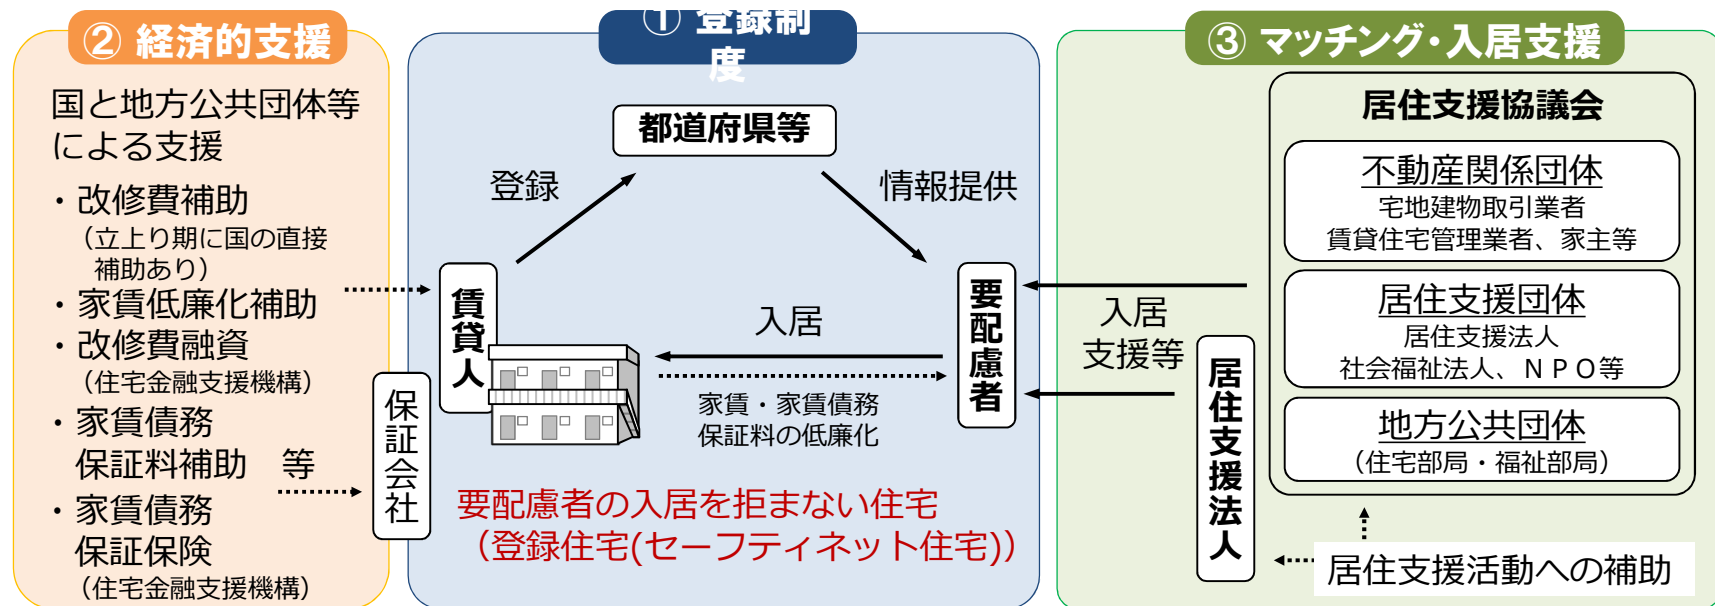 ② 経済的支援
国と地方公共団体等
による支援
・改修費補助
（立上り期に国の直接
補助あり）
・家賃低廉化補助
・改修費融資
（住宅金融支援機構）
・家賃債務
保証料補助　等
・家賃債務
保証保険
（住宅金融支援機構）
保証会社
① 登録制
度
都道府県等
登録
情報提供
賃貸人
要配慮者
入居
家賃・家賃債務
保証料の低廉化
要配慮者の入居を拒まない住宅
（登録住宅(セーフティネット住宅)）
③ マッチング・入居支援
入居
支援等
居住支援法人
居住支援協議会
不動産関係団体
宅地建物取引業者
賃貸住宅管理業者、家主等
居住支援団体
居住支援法人
社会福祉法人、ＮＰＯ等
地方公共団体
（住宅部局・福祉部局）
居住支援活動への補助